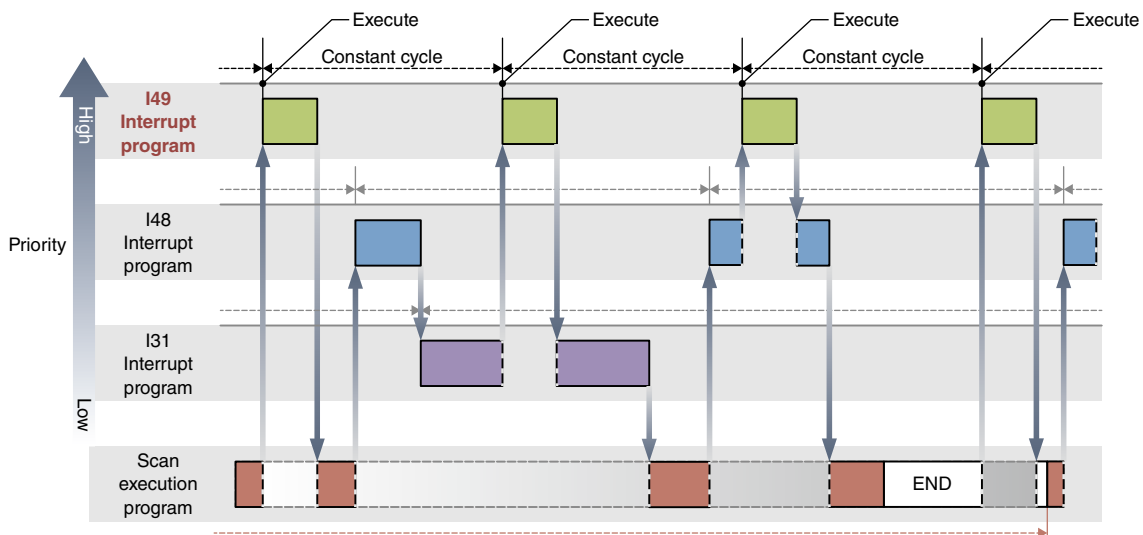 Execute
Execute
Execute
Execute
Constant cycle
Constant cycle
Constant cycle
High
I49
Interrupt
program
I48
Interrupt
program
Priority
I31
Interrupt
program
Low
Scan
execution
program
END